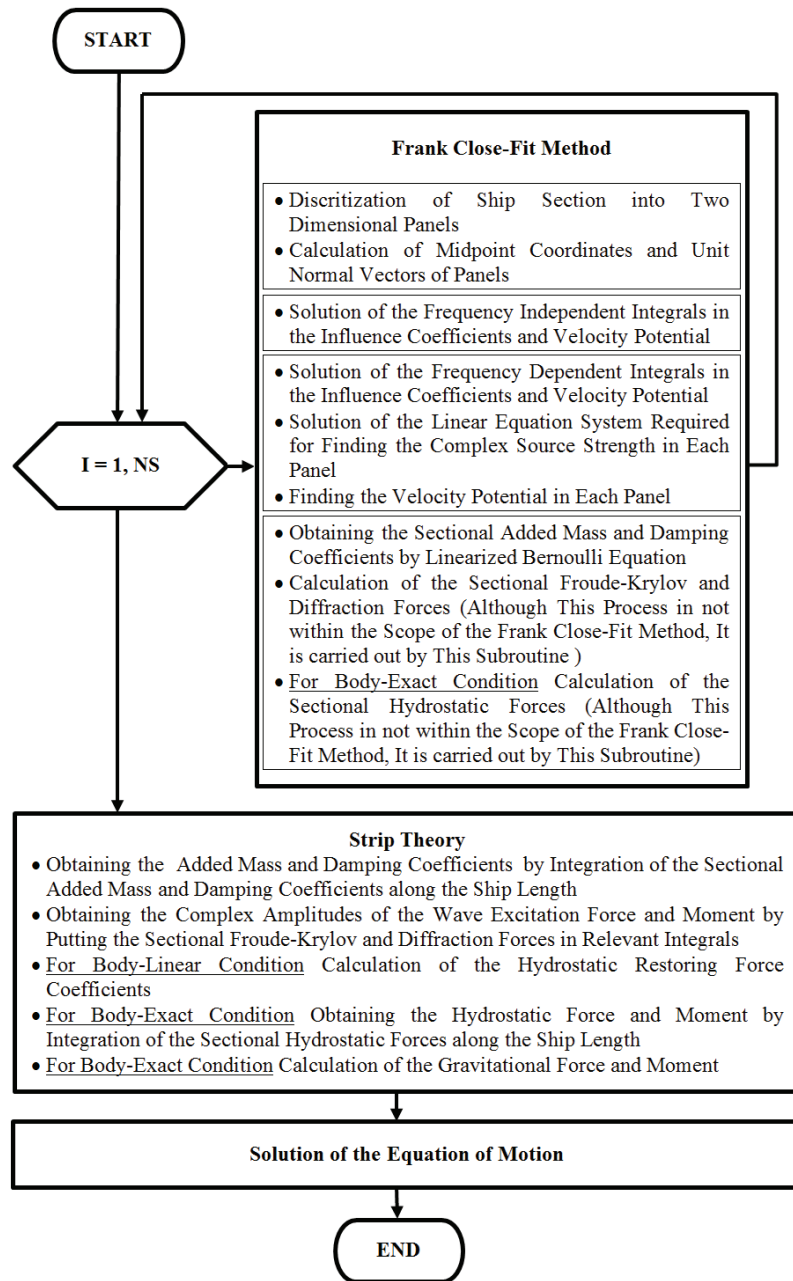 START
Frank Close-Fit Method
• Discritization of Ship Section into Two
Dimensional Panels
• Calculation of Midpoint Coordinates and Unit
Normal Vectors of Panels
• Solution of the Frequency Independent Integrals in
the Influence Coefficients and Velocity Potential
• Solution of the Frequency Dependent Integrals in
the Influence Coefficients and Velocity Potential
• Solution of the Linear Equation System Required
for Finding the Complex Source Strength in Each
Panel
• Finding the Velocity Potential in Each Panel
I = 1, NS
• Obtaining the Sectional Added Mass and Damping
Coefficients by Linearized Bernoulli Equation
• Calculation of the Sectional Froude-Krylov and
Diffraction Forces (Although This Process in not
within the Scope of the Frank Close-Fit Method, It
is carried out by This Subroutine )
• For Body-Exact Condition Calculation of the
Sectional Hydrostatic Forces (Although This
Process in not within the Scope of the Frank Close-
Fit Method, It is carried out by This Subroutine)
Strip Theory
• Obtaining the Added Mass and Damping Coefficients by Integration of the Sectional
Added Mass and Damping Coefficients along the Ship Length
• Obtaining the Complex Amplitudes of the Wave Excitation Force and Moment by
Putting the Sectional Froude-Krylov and Diffraction Forces in Relevant Integrals
• For Body-Linear Condition Calculation of the Hydrostatic Restoring Force
Coefficients
• For Body-Exact Condition Obtaining the Hydrostatic Force and Moment by
Integration of the Sectional Hydrostatic Forces along the Ship Length
• For Body-Exact Condition Calculation of the Gravitational Force and Moment
Solution of the Equation of Motion
END